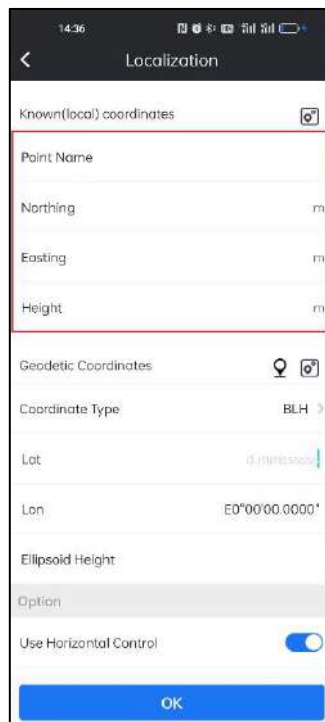 14:36
Localization
Known(local) coordinates
Point Name
Northing m
Easting m
Height m
Geodetic Coordinates
Coordinate Type BLH
Lat
Lon E0°00'00.0000"
Ellipsoid Height
Option
Use Horizontal Control
OK